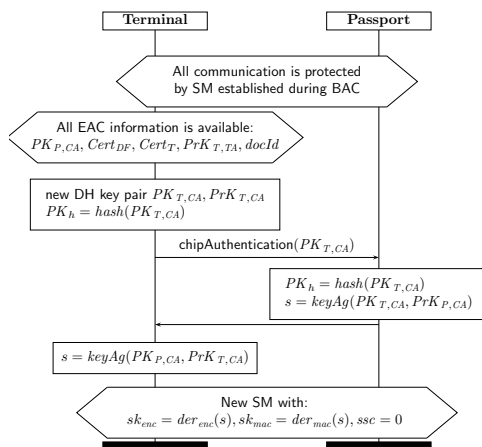 Terminal
Passport
All communication is protected
by SM established during BAC
All EAC information is available:
PK_{P,CA}, Cert_{DF}, Cert_T, PrK_{T,TA}, docId
new DH key pair PK_{T,CA}, PrK_{T,CA}
PK_h = hash(PK_{T,CA})
chipAuthentication(PK_{T,CA})
PK_h = hash(PK_{T,CA})
s = keyAg(PK_{T,CA}, PrK_{P,CA})
s = keyAg(PK_{P,CA}, PrK_{T,CA})
New SM with:
sk_{enc} = der_{enc}(s), sk_{mac} = der_{mac}(s), ssc = 0